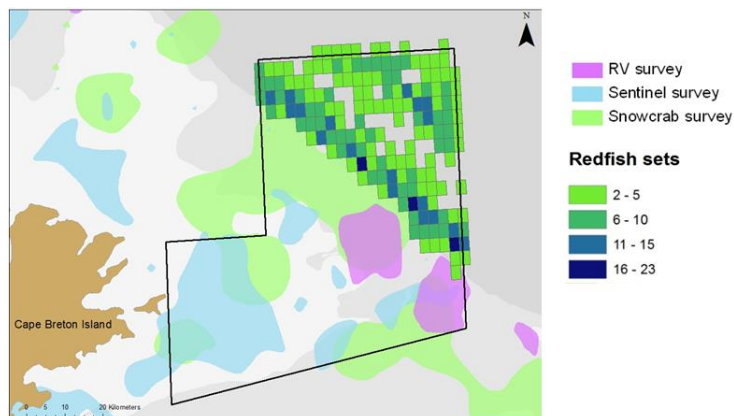 N
RV survey
Sentinel survey
Snowcrab survey
Redfish sets
2 - 5
6 - 10
11 - 15
16 - 23
Cape Breton Island
0 5 10 20 Kilometers